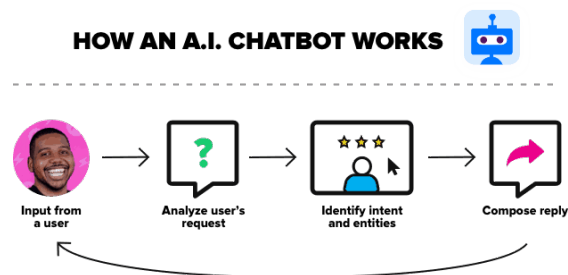 HOW AN A.I. CHATBOT WORKS
?
Input from
a user
Analyze user's
request
Identify intent
and entities
Compose reply